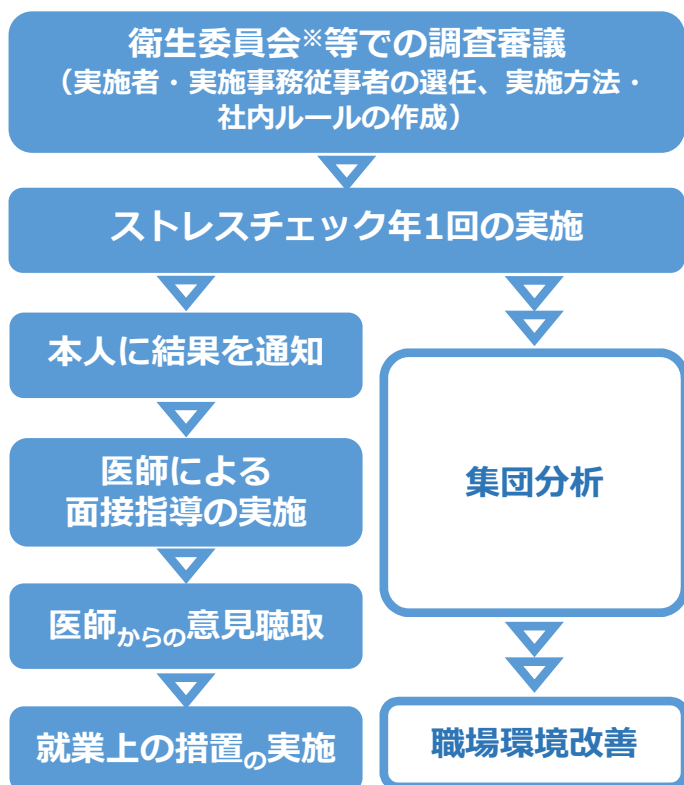 衛生委員会※等での調査審議
（実施者・実施事務従事者の選任、実施方法・
社内ルールの作成）
ストレスチェック年1回の実施
本人に結果を通知
医師による
面接指導の実施
医師からの意見聴取
就業上の措置の実施
集団分析
職場環境改善